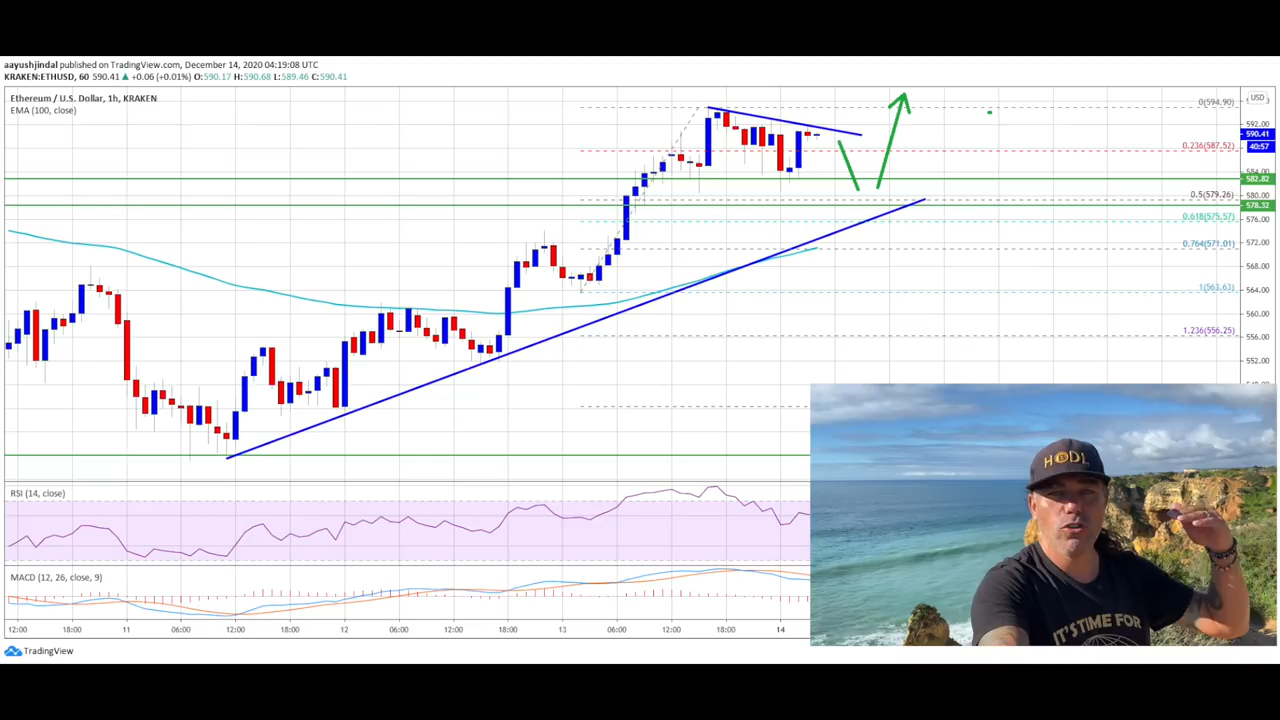 aayushjindal published on TradingView.com, December 14, 2020 04:19:08 UTC
KRAKEN:ETHUSD, 60 590.41 ▲ +0.06 (+0.01%) O:590.17 H:590.68 L:589.46 C:590.41
Ethereum / U.S. Dollar, 1h, KRAKEN
EMA (100, close)
USD
0(594.90)
592.00
590.41
40:57
0.236(587.52)
584.00
582.82
0.5(579.26)
580.00
578.32
0.618(575.57)
576.00
572.00
0.764(571.01)
568.00
564.00
1(563.63)
560.00
1.236(556.25)
556.00
552.00
HODL
RSI (14, close)
MACD (12, 26, close, 9)
IT'S TIME FOR
12:00 18:00 11 06:00 12:00 18:00 12 06:00 12:00 18:00 13 06:00 12:00 18:00 14
TradingView